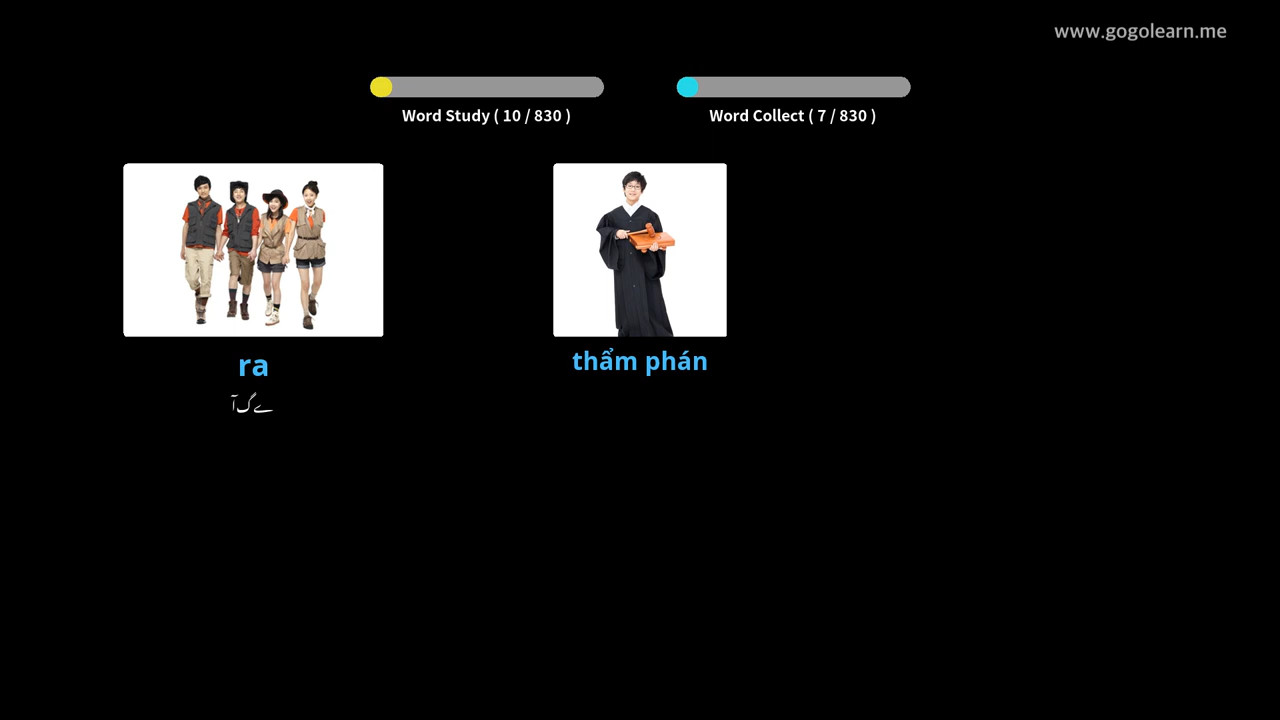 www.gogolearn.me
Word Study ( 10 / 830 )
Word Collect ( 7 / 830 )
ra
آگے
thẩm phán